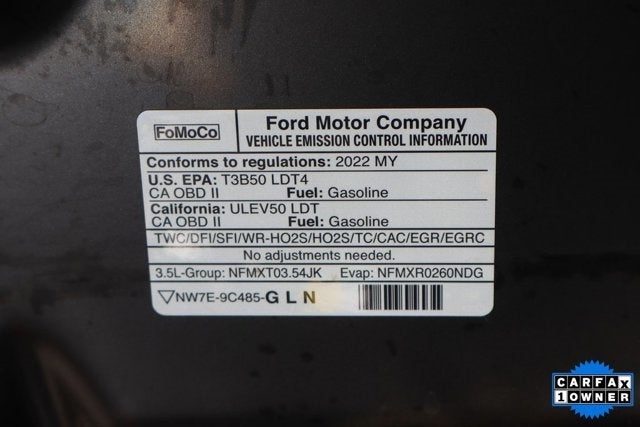 FoMoCo
Ford Motor Company
VEHICLE EMISSION CONTROL INFORMATION
Conforms to regulations: 2022 MY
U.S. EPA: T3B50 LDT4
CA OBD II Fuel: Gasoline
California: ULEV50 LDT
CA OBD II Fuel: Gasoline
TWC/DFI/SFI/WR-HO2S/HO2S/TC/CAC/EGR/EGRC
No adjustments needed.
3.5L-Group: NFMXT03.54JK Evap: NFMXR0260NDG
▽NW7E-9C485-G L N
CARFAX
1 OWNER